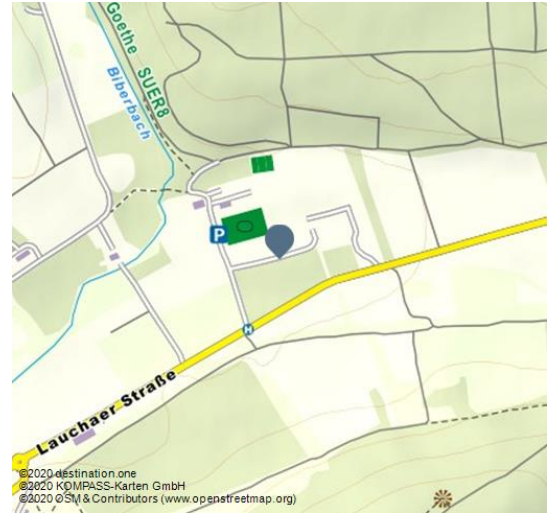 Goethe SUER8
Biberbach
P
H
Lauchaer Straße
©2020 destination.one
©2020 KOMPASS-Karten GmbH
©2020 OSM & Contributors (www.openstreetmap.org)